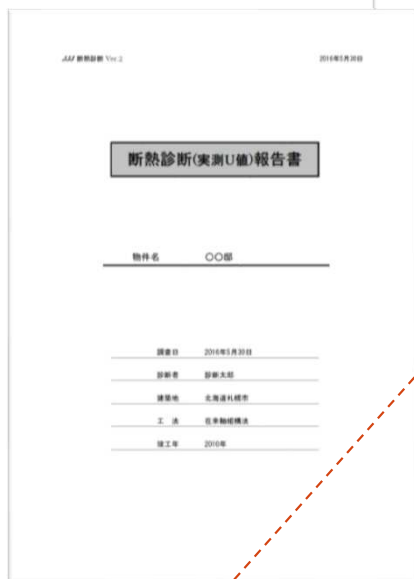 JJJ 断熱診断 Ver.2 2016年5月30日
断熱診断(実測U値)報告書
物件名 〇〇邸
調査日 2016年5月30日
診断者 診断太郎
建築地 北海道札幌市
工 法 在来軸組構法
竣工年 2010年